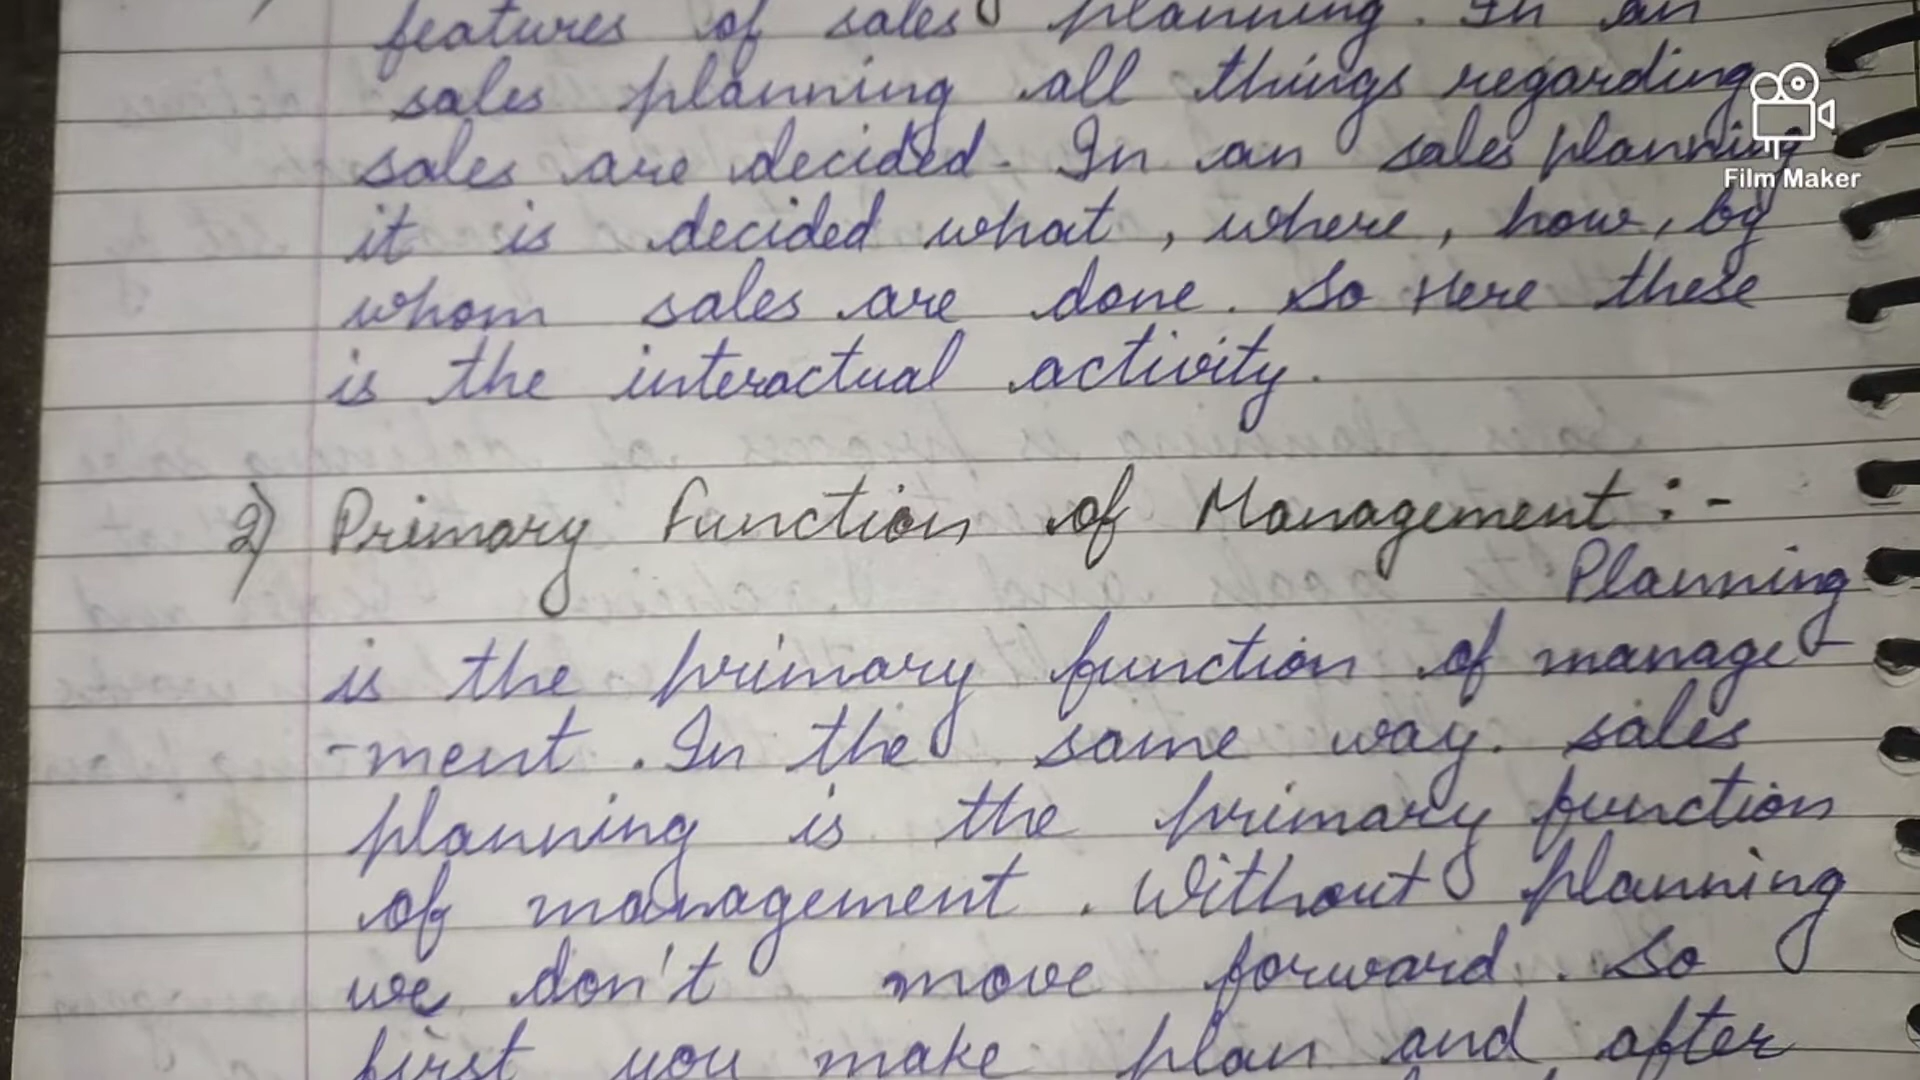 features of sales planning. In an
sales planning all things regarding
sales are decided. In an sales planning
it is decided what, where, how, by
whom sales are done. So Here these
is the interactual activity.
2) Primary Function of Management :-
Planning
is the primary function of manage-
-ment. In the same way. sales
planning is the primary function
of management. Without planning
we don't move forward. So
first you make plan and after
Film Maker